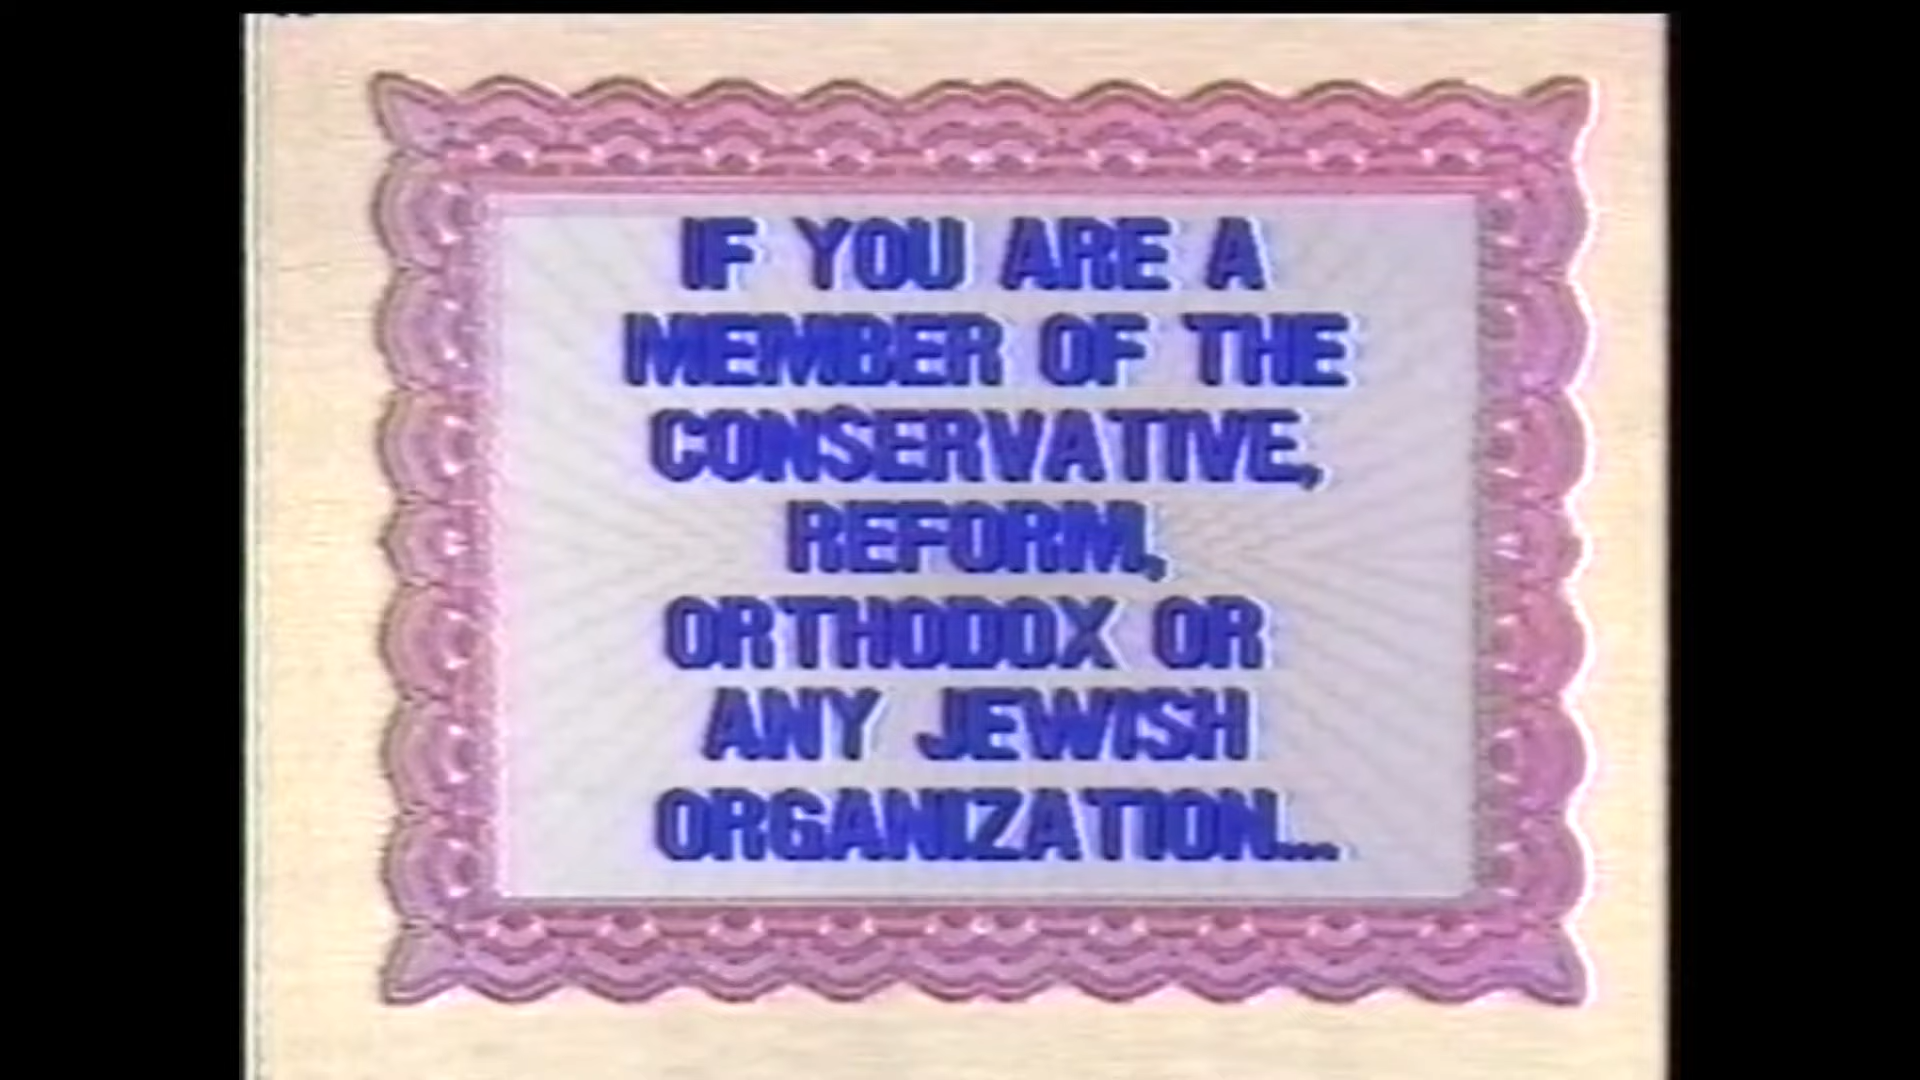 IF YOU ARE A
MEMBER OF THE
CONSERVATIVE,
REFORM,
ORTHODOX OR
ANY JEWISH
ORGANIZATION...